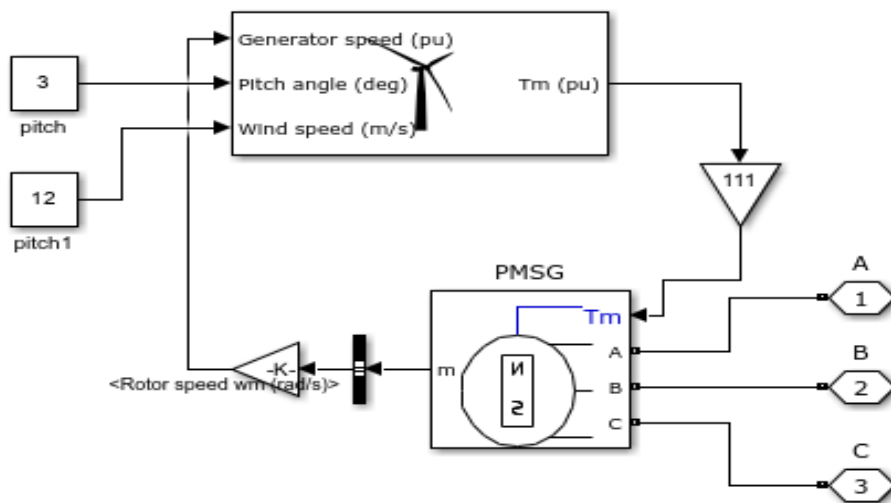 Generator speed (pu)
3
Pitch angle (deg)
Tm (pu)
pitch
Wind speed (m/s)
12
pitch1
111
PMSG
A
1
Tm
A
N
m
B
B
2
S
C
-K-
<Rotor speed wm (rad/s)>
C
3